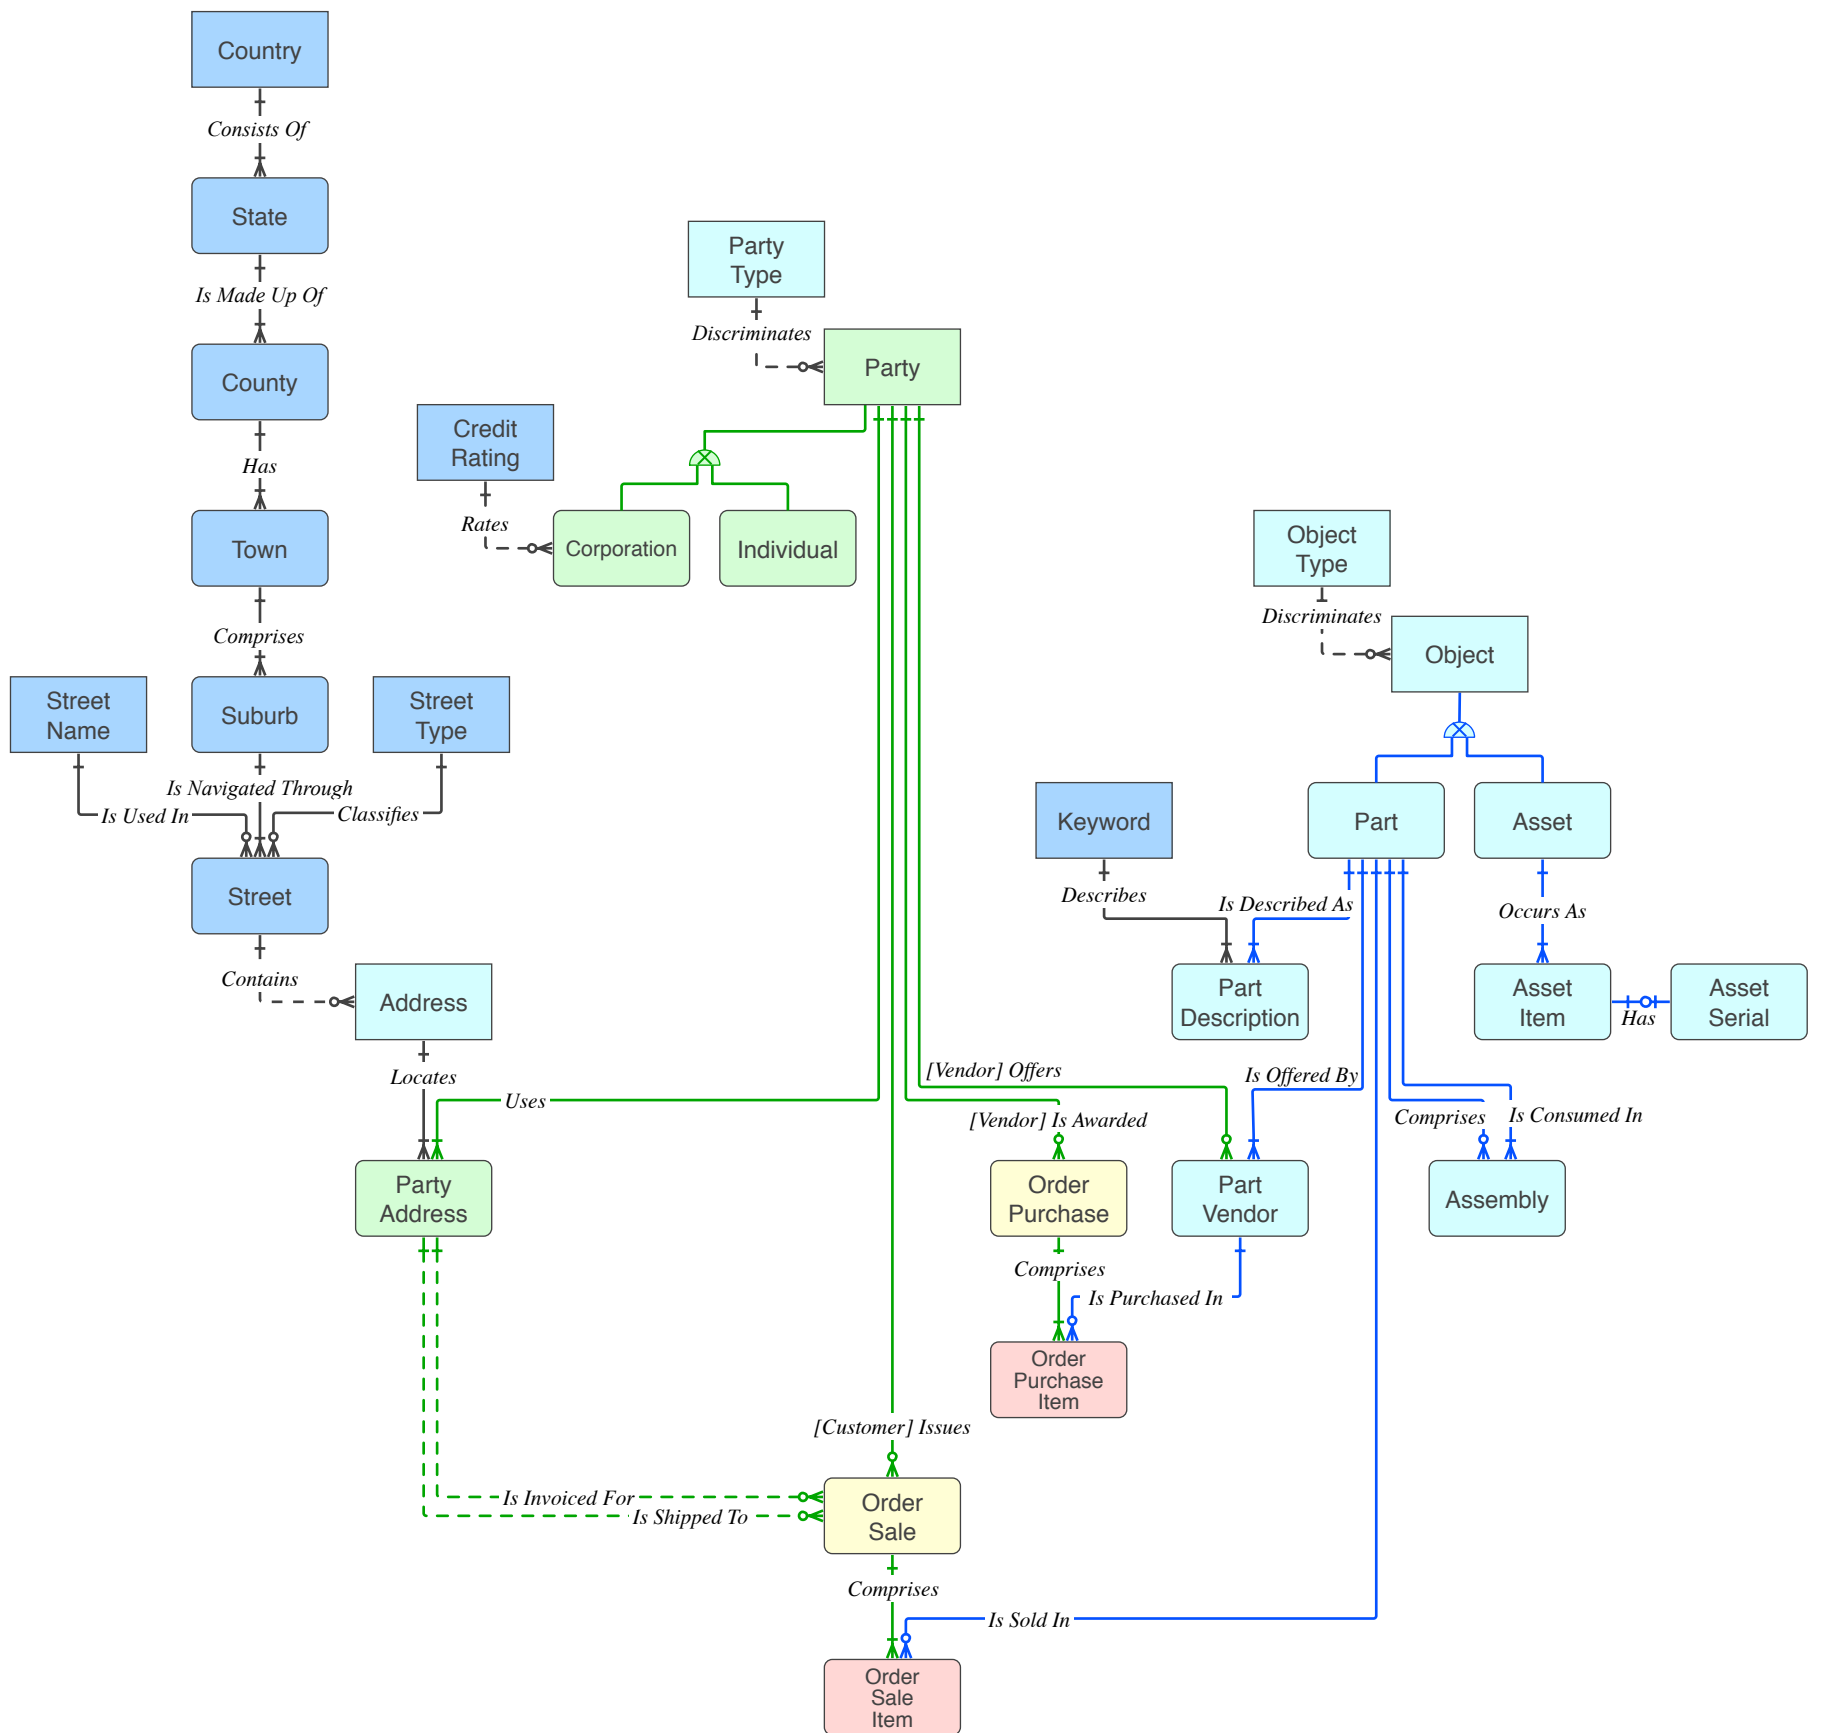 Country
Consists Of
State
Is Made Up Of
County
Has
Town
Comprises
Street
Name
Suburb
Street
Type
Is Navigated Through
Is Used In
Classifies
Street
Contains
Address
Locates
Uses
Party
Address
Party
Type
Discriminates
Party
Credit
Rating
Rates
Corporation
Individual
Object
Type
Discriminates
Object
Keyword
Part
Asset
Describes
Is Described As
Occurs As
Part
Description
Asset
Item
Has
Asset
Serial
[Vendor] Offers
Is Offered By
[Vendor] Is Awarded
Comprises
Is Consumed In
Order
Purchase
Part
Vendor
Assembly
Comprises
Is Purchased In
Order
Purchase
Item
[Customer] Issues
Is Invoiced For
Is Shipped To
Order
Sale
Comprises
Is Sold In
Order
Sale
Item